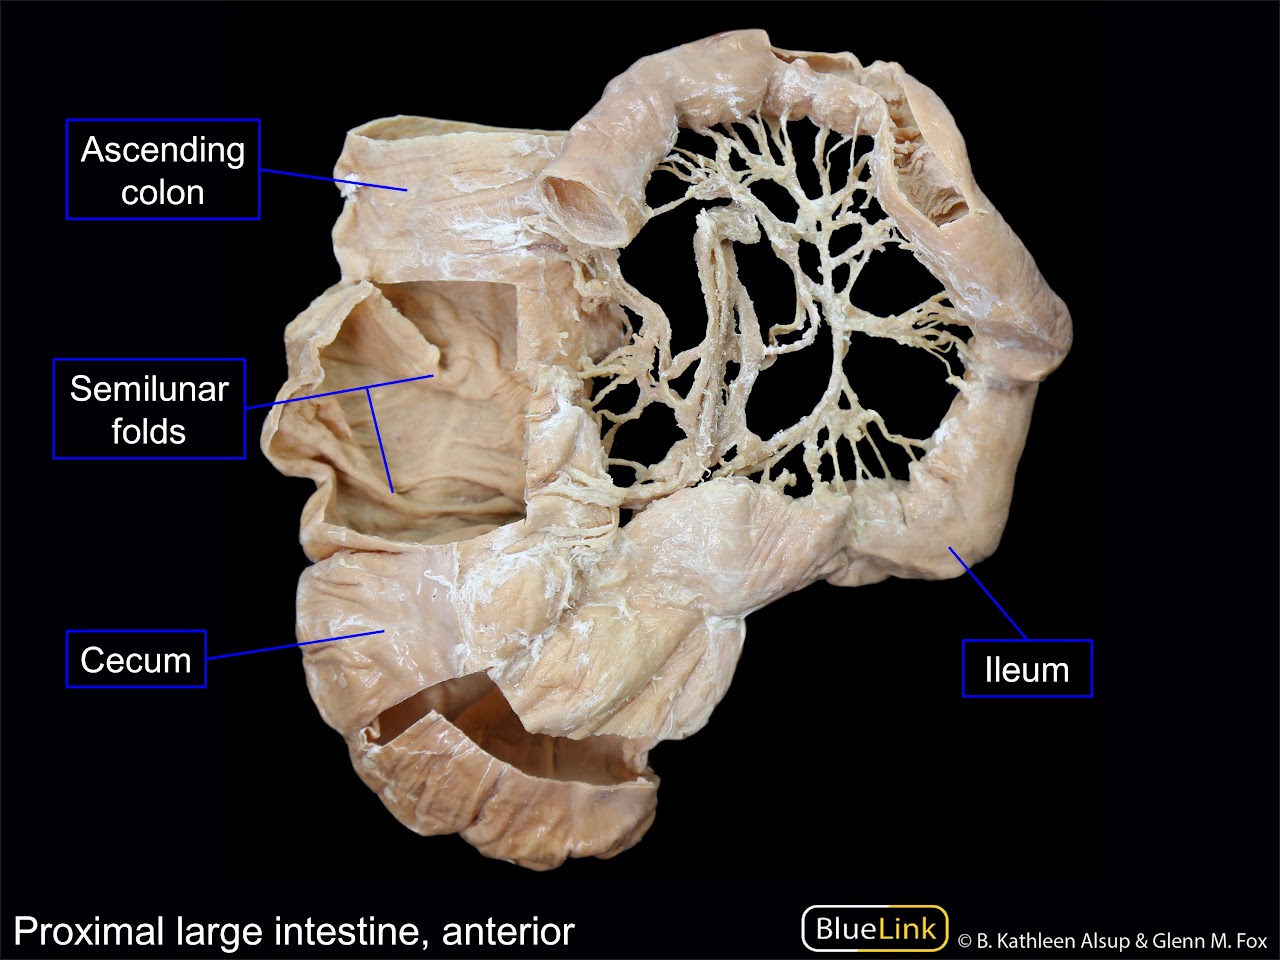 Ascending
colon
Semilunar
folds
Cecum
Ileum
Proximal large intestine, anterior
BlueLink
© B. Kathleen Alsup & Glenn M. Fox